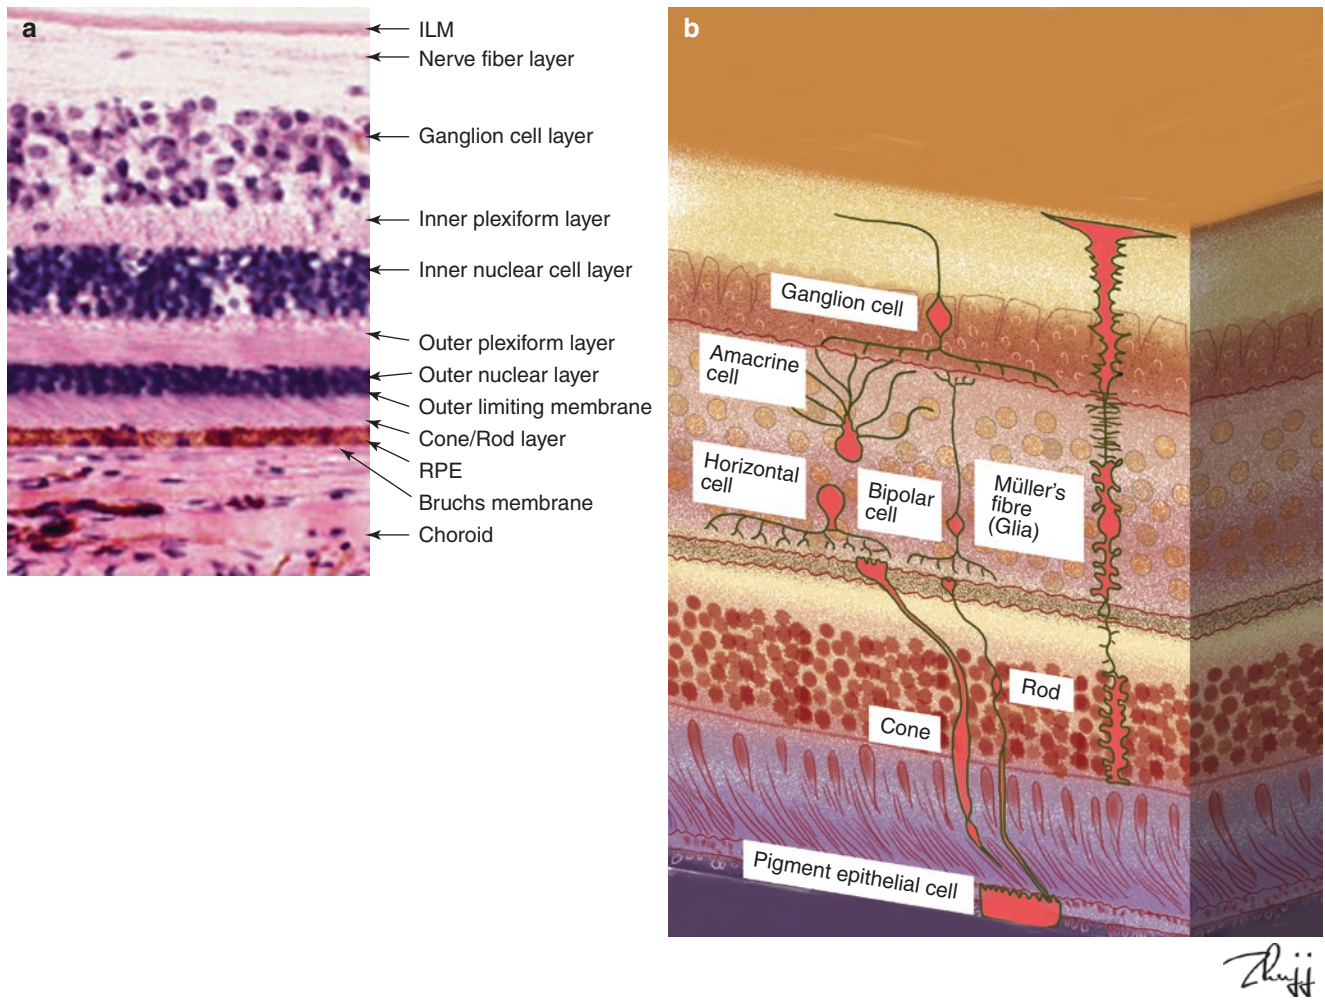 a
ILM
Nerve fiber layer
Ganglion cell layer
Inner plexiform layer
Inner nuclear cell layer
Outer plexiform layer
Outer nuclear layer
Outer limiting membrane
Cone/Rod layer
RPE
Bruchs membrane
Choroid
b
Ganglion cell
Amacrine
cell
Horizontal
cell
Bipolar
cell
Müller's
fibre
(Glia)
Rod
Cone
Pigment epithelial cell